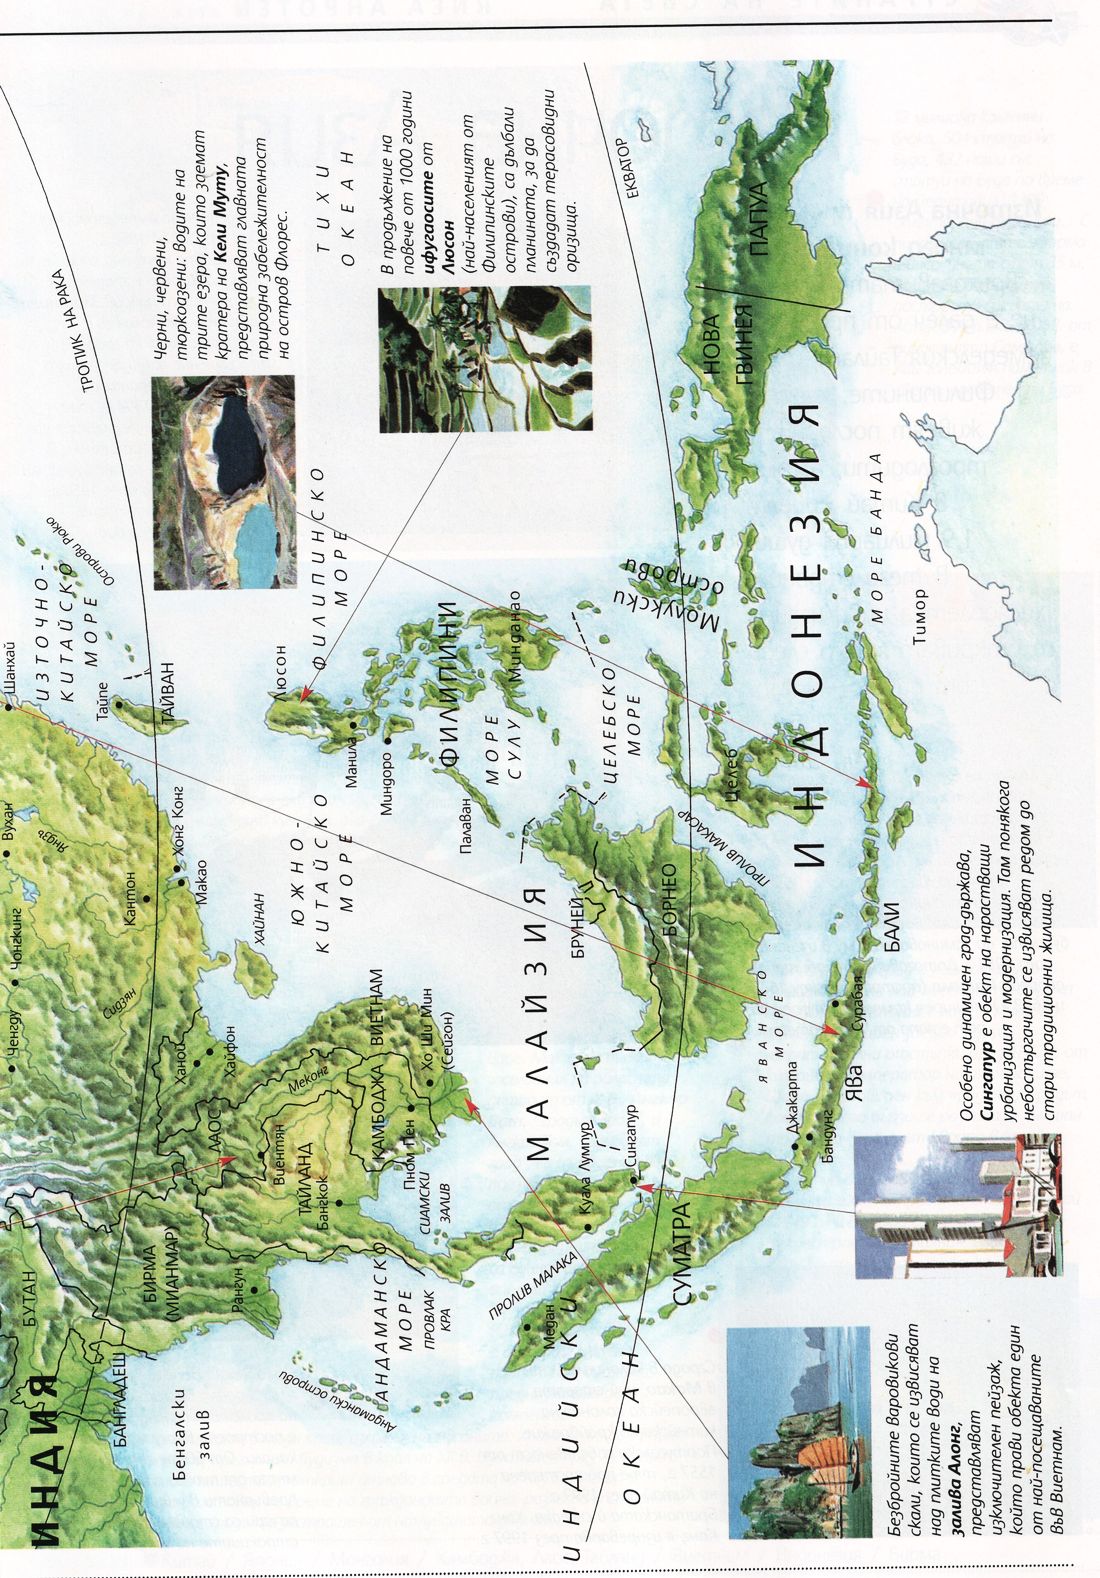 Черни, червени,
тюркоазени: водите на
трите езера, които заемат
кратера на Кели Муту,
представляват главната
природна забележителност
на остров Флорес.
В продължение на
повече от 1000 години
ифугаосите от
Люсон
(най-населеният от
Филипинските
острови), са дълбали
планината, за да
създадат терасовидни
оризища.
Особено динамичен град-държава,
Сингапур е обект на нарастващи
урбанизация и модернизация. Там понякога
небостъргачите се извисяват редом до
стари традиционни жилища.
Безбройните варовикови
скали, които се извисяват
над плитките води на
залива Алонг,
представляват
изключителен пейзаж,
който прави обекта един
от най-посещаваните
във Виетнам.
ТРОПИК НА РАКА
ТИХИ
ОКЕАН
ЕКВАТОР
Острови Рюкю
ИЗТОЧНО-
КИТАЙСКО
МОРЕ
Шанхай
Тайпе
ТАЙВАН
Вухан
Яндзъ
Хонг Конг
Макао
Кантон
Чонгкинг
Ченгду
Сидзян
ХАЙНАН
ЮЖНО-
КИТАЙСКО
МОРЕ
ФИЛИПИНСКО
МОРЕ
Люсон
Манила
Миндоро
ФИЛИПИНИ
Минданао
Палаван
МОРЕ
СУЛУ
ЦЕЛЕБСКО
МОРЕ
Молукски
острови
НОВА
ГВИНЕЯ
ПАПУА
ИНДОНЕЗИЯ
МОРЕ БАНДА
Тимор
Целеб
ПРОЛИВ МАКАСАР
МАЛАЙЗИЯ
БРУНЕЙ
БОРНЕО
БАЛИ
ЯВАНСКО
МОРЕ
Сурабая
ЯВА
Джакарта
Бандунг
Ханой
Хайфон
ЛАОС
Меконг
ВИЕТНАМ
Хо Ши Мин
(Сейгон)
КАМБОДЖА
Пном Пен
Виентян
ТАЙЛАНД
Бангкок
СИАМСКИ
ЗАЛИВ
Куала Лумпур
Сингапур
СУМАТРА
ПРОЛИВ МАЛАКА
Медан
БУТАН
БИРМА
(МИАНМАР)
Рангун
АНДАМАНСКО
МОРЕ
ПРОВЛАК
КРА
Андамански острови
ИНДИЯ
БАНГЛАДЕШ
Бенгалски
залив
ИНДИЙСКИ
ОКЕАН